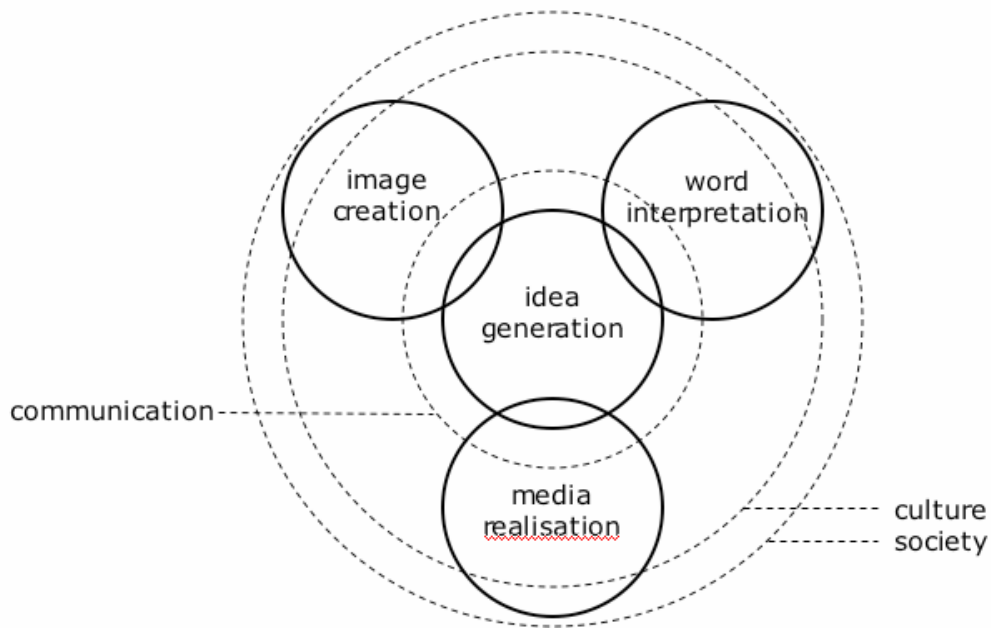 image
creation
word
interpretation
idea
generation
communication
media
realisation
culture
society